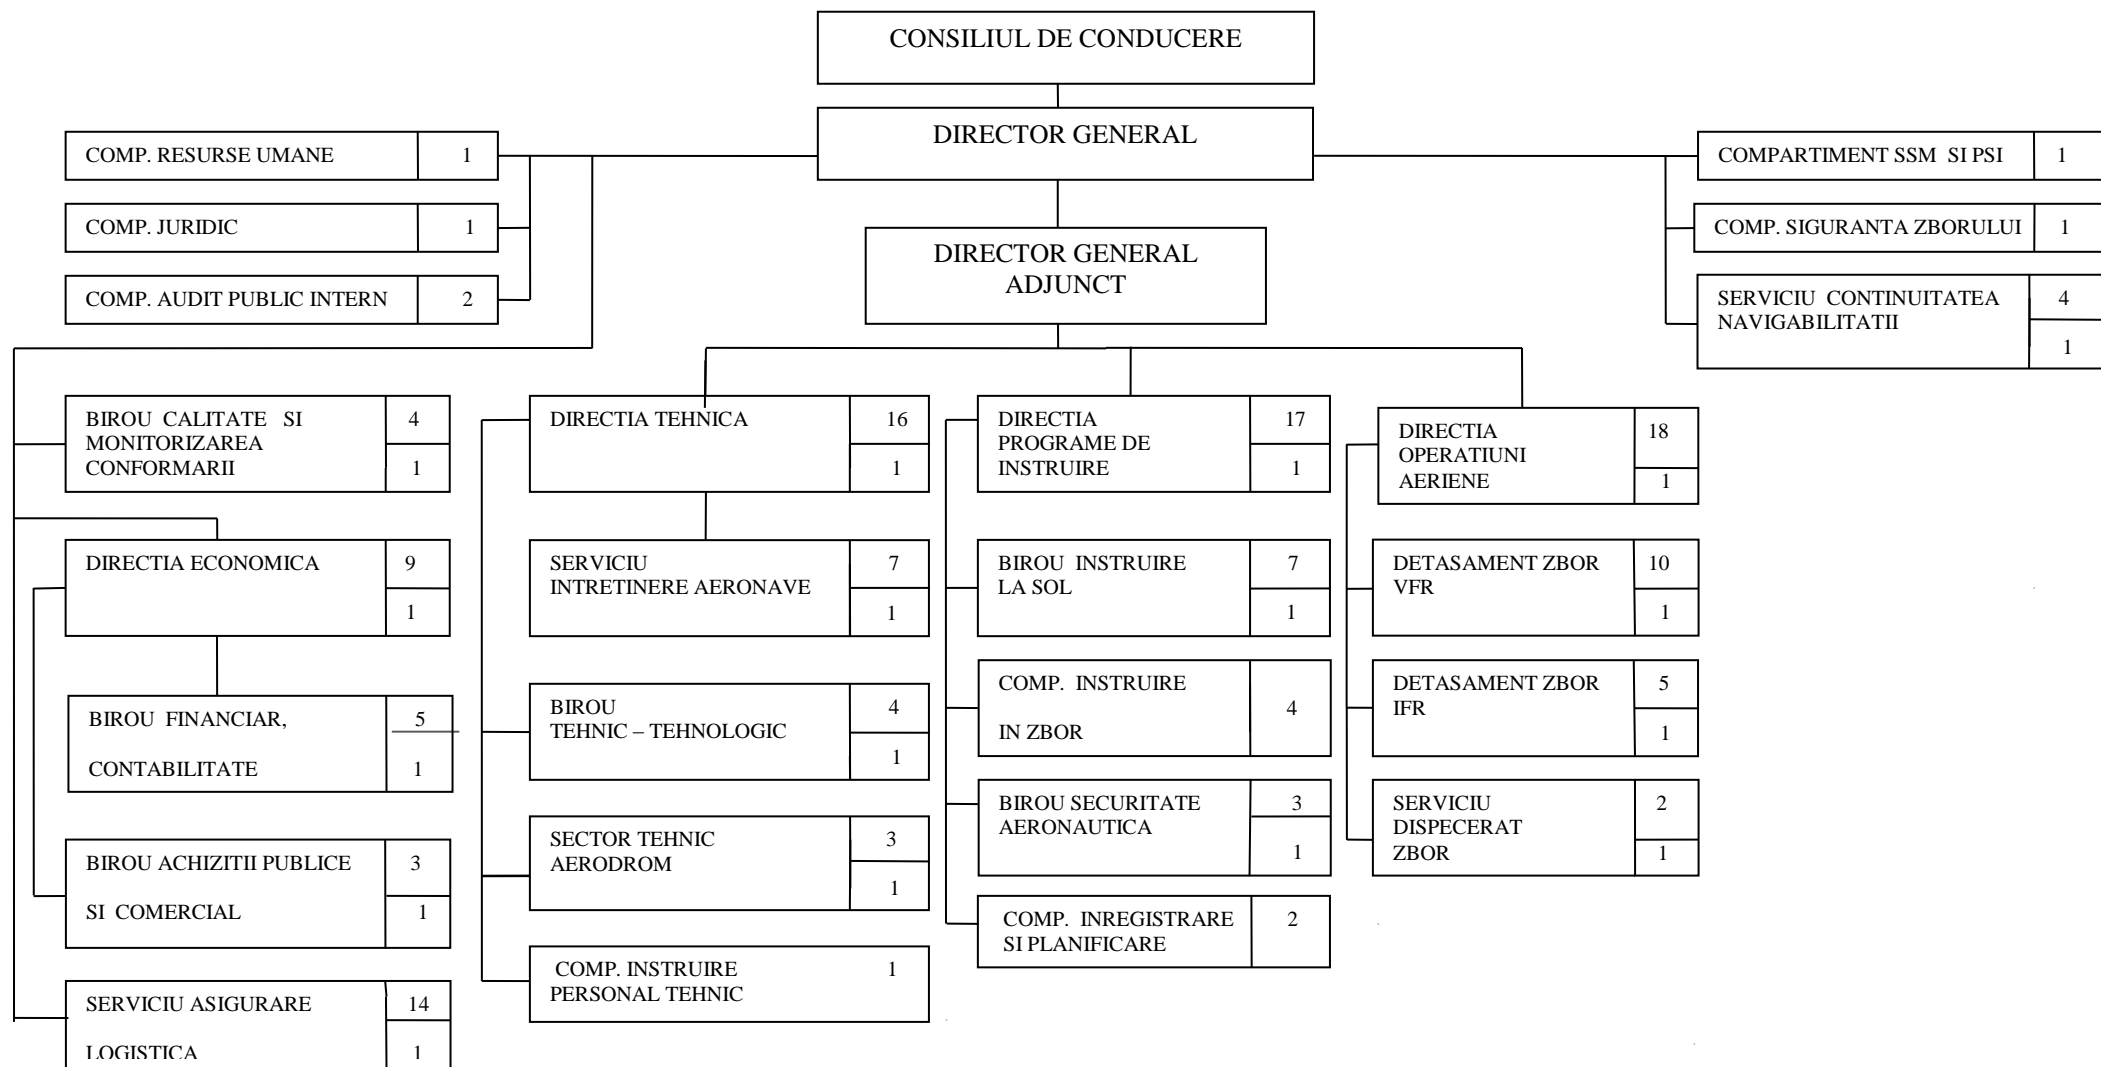 CONSILIUL DE CONDUCERE
DIRECTOR GENERAL
COMP. RESURSE UMANE 1
COMP. JURIDIC 1
COMP. AUDIT PUBLIC INTERN 2
COMPARTIMENT SSM SI PSI 1
COMP. SIGURANTA ZBORULUI 1
SERVICIU CONTINUITATEA 4
NAVIGABILITATII
1
DIRECTOR GENERAL
ADJUNCT
BIROU CALITATE SI 4
MONITORIZAREA
CONFORMARII 1
DIRECTIA ECONOMICA 9
1
BIROU FINANCIAR, 5
CONTABILITATE 1
BIROU ACHIZITII PUBLICE 3
SI COMERCIAL 1
SERVICIU ASIGURARE 14
LOGISTICA 1
DIRECTIA TEHNICA 16
1
SERVICIU 7
INTRETINERE AERONAVE
1
BIROU 4
TEHNIC – TEHNOLOGIC
1
SECTOR TEHNIC 3
AERODROM
1
COMP. INSTRUIRE 1
PERSONAL TEHNIC
DIRECTIA 17
PROGRAME DE
INSTRUIRE 1
BIROU INSTRUIRE 7
LA SOL
1
COMP. INSTRUIRE
4
IN ZBOR
BIROU SECURITATE 3
AERONAUTICA
1
COMP. INREGISTRARE 2
SI PLANIFICARE
DIRECTIA 18
OPERATIUNI
AERIENE 1
DETASAMENT ZBOR 10
VFR
1
DETASAMENT ZBOR 5
IFR
1
SERVICIU 2
DISPECERAT
ZBOR 1